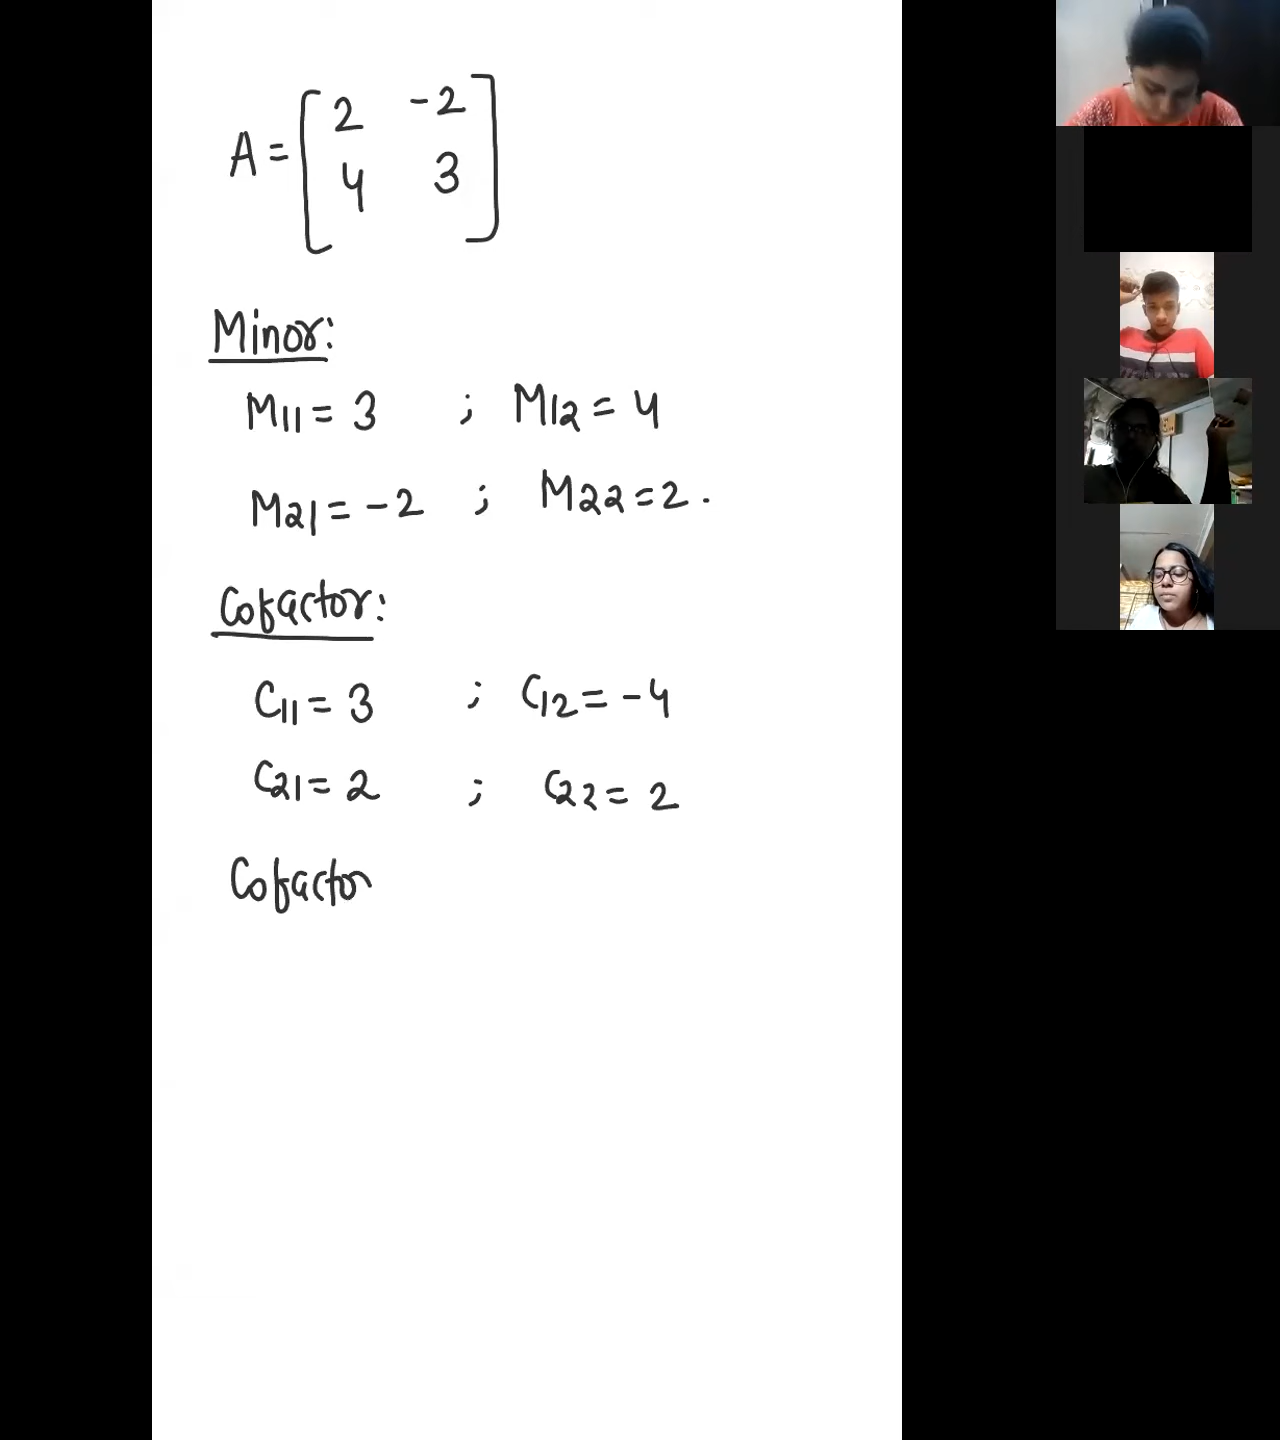 A = [ 2 -2
4 3 ]
Minor:
M11 = 3 ; M12 = 4
M21 = -2 ; M22 = 2.
Cofactor:
C11 = 3 ; C12 = -4
C21 = 2 ; C22 = 2
Cofactor